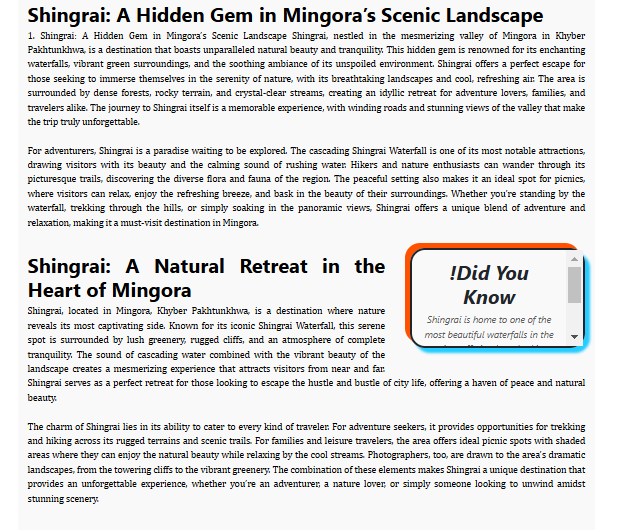 Shingrai: A Hidden Gem in Mingora's Scenic Landscape
1. Shingrai: A Hidden Gem in Mingora's Scenic Landscape Shingrai, nestled in the mesmerizing valley of Mingora in Khyber
Pakhtunkhwa, is a destination that boasts unparalleled natural beauty and tranquility. This hidden gem is renowned for its enchanting
waterfalls, vibrant green surroundings, and the soothing ambiance of its unspoiled environment. Shingrai offers a perfect escape for
those seeking to immerse themselves in the serenity of nature, with its breathtaking landscapes and cool, refreshing air. The area is
surrounded by dense forests, rocky terrain, and crystal-clear streams, creating an idyllic retreat for adventure lovers, families, and
travelers alike. The journey to Shingrai itself is a memorable experience, with winding roads and stunning views of the valley that make
the trip truly unforgettable.
For adventurers, Shingrai is a paradise waiting to be explored. The cascading Shingrai Waterfall is one of its most notable attractions,
drawing visitors with its beauty and the calming sound of rushing water. Hikers and nature enthusiasts can wander through its
picturesque trails, discovering the diverse flora and fauna of the region. The peaceful setting also makes it an ideal spot for picnics,
where visitors can relax, enjoy the refreshing breeze, and bask in the beauty of their surroundings. Whether you're standing by the
waterfall, trekking through the hills, or simply soaking in the panoramic views, Shingrai offers a unique blend of adventure and
relaxation, making it a must-visit destination in Mingora.
Shingrai: A Natural Retreat in the
Heart of Mingora
!Did You
Know
Shingrai is home to one of the
most beautiful waterfalls in the
Shingrai, located in Mingora, Khyber Pakhtunkhwa, is a destination where nature
reveals its most captivating side. Known for its iconic Shingrai Waterfall, this serene
spot is surrounded by lush greenery, rugged cliffs, and an atmosphere of complete
tranquility. The sound of cascading water combined with the vibrant beauty of the
landscape creates a mesmerizing experience that attracts visitors from near and far.
Shingrai serves as a perfect retreat for those looking to escape the hustle and bustle of city life, offering a haven of peace and natural
beauty.
The charm of Shingrai lies in its ability to cater to every kind of traveler. For adventure seekers, it provides opportunities for trekking
and hiking across its rugged terrains and scenic trails. For families and leisure travelers, the area offers ideal picnic spots with shaded
areas where they can enjoy the natural beauty while relaxing by the cool streams. Photographers, too, are drawn to the area's dramatic
landscapes, from the towering cliffs to the vibrant greenery. The combination of these elements makes Shingrai a unique destination that
provides an unforgettable experience, whether you're an adventurer, a nature lover, or simply someone looking to unwind amidst
stunning scenery.